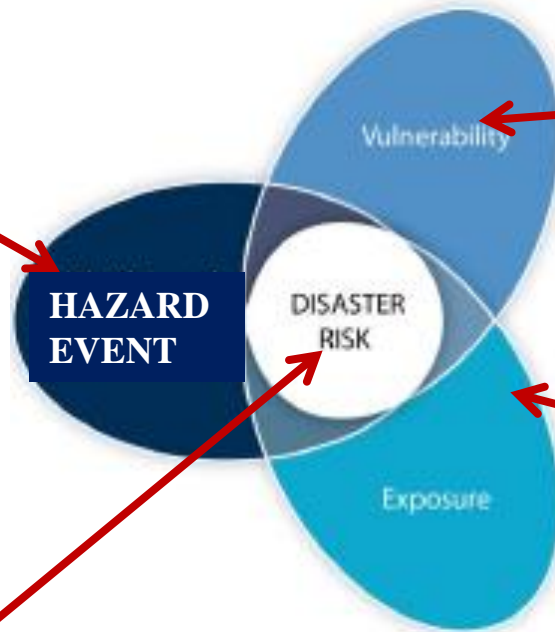 Vulnerability
HAZARD
EVENT
DISASTER
RISK
Exposure